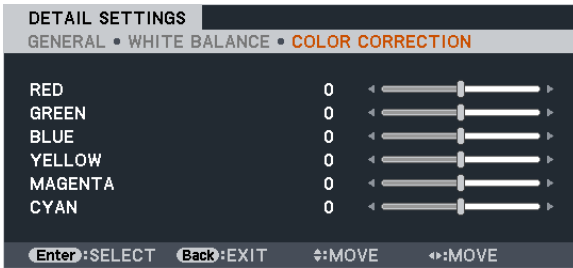 DETAIL SETTINGS
GENERAL • WHITE BALANCE • COLOR CORRECTION
RED 0
GREEN 0
BLUE 0
YELLOW 0
MAGENTA 0
CYAN 0
Enter:SELECT Back:EXIT :MOVE :MOVE